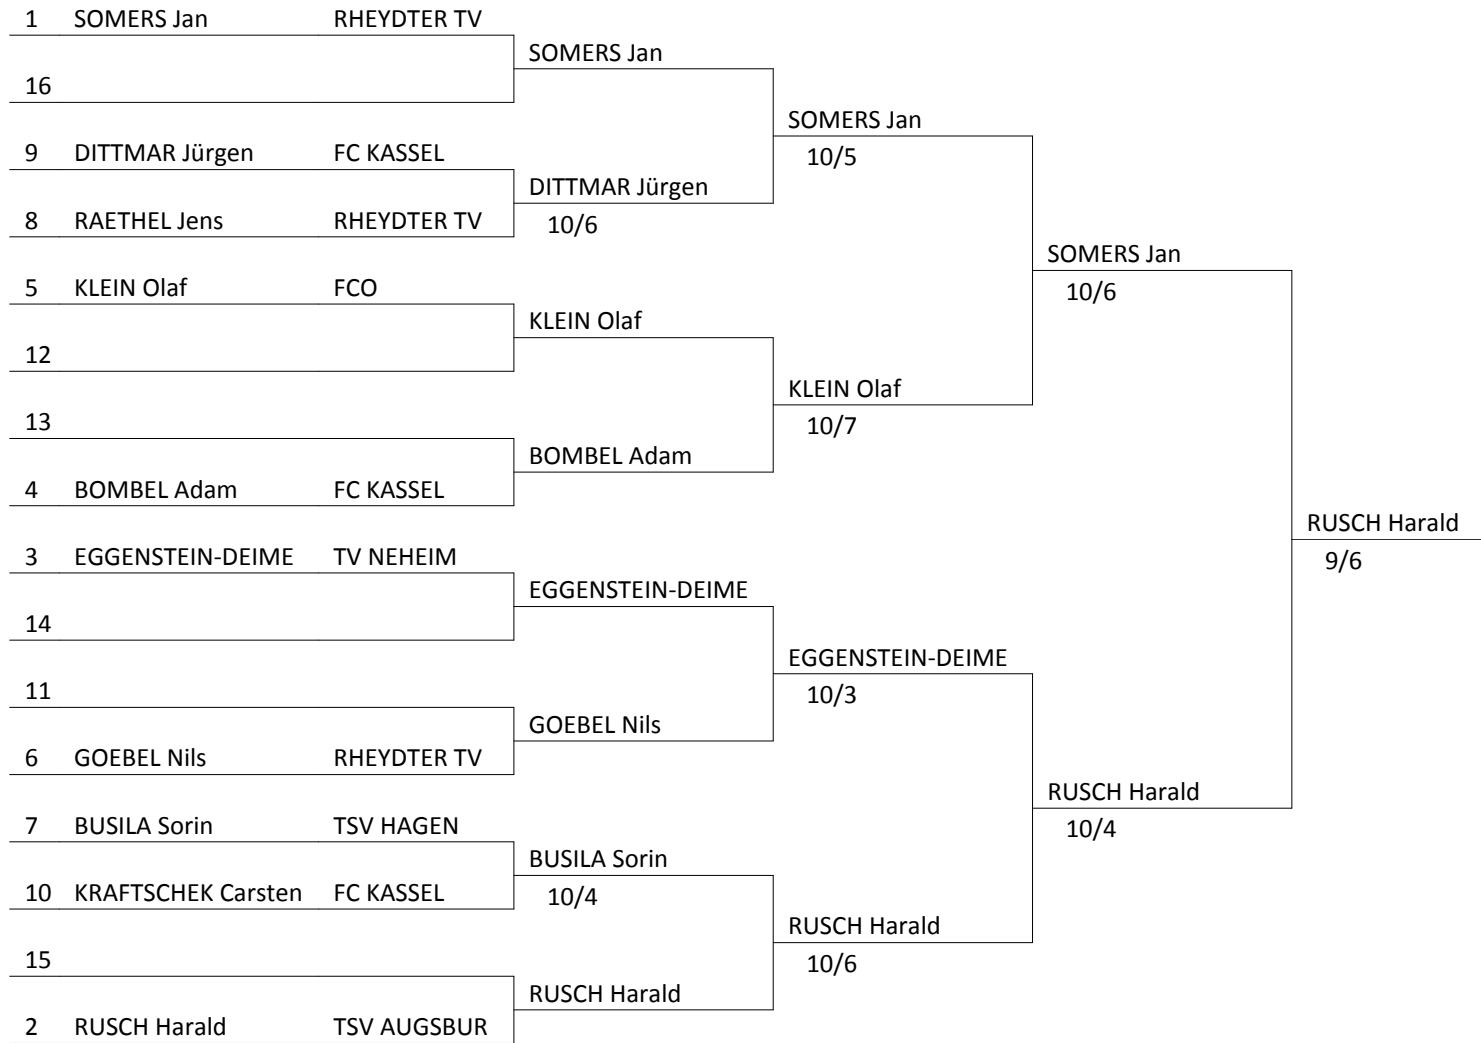 1 SOMERS Jan RHEYDTER TV
SOMERS Jan
16
SOMERS Jan
10/5
9 DITTMAR Jürgen FC KASSEL
DITTMAR Jürgen
10/6
8 RAETHEL Jens RHEYDTER TV
SOMERS Jan
10/6
5 KLEIN Olaf FCO
KLEIN Olaf
12
KLEIN Olaf
10/7
13
BOMBEL Adam
4 BOMBEL Adam FC KASSEL
RUSCH Harald
9/6
3 EGGENSTEIN-DEIME TV NEHEIM
EGGENSTEIN-DEIME
14
EGGENSTEIN-DEIME
10/3
11
GOEBEL Nils
6 GOEBEL Nils RHEYDTER TV
RUSCH Harald
10/4
7 BUSILA Sorin TSV HAGEN
BUSILA Sorin
10/4
10 KRAFTSCHEK Carsten FC KASSEL
RUSCH Harald
10/6
15
RUSCH Harald
2 RUSCH Harald TSV AUGSBUR